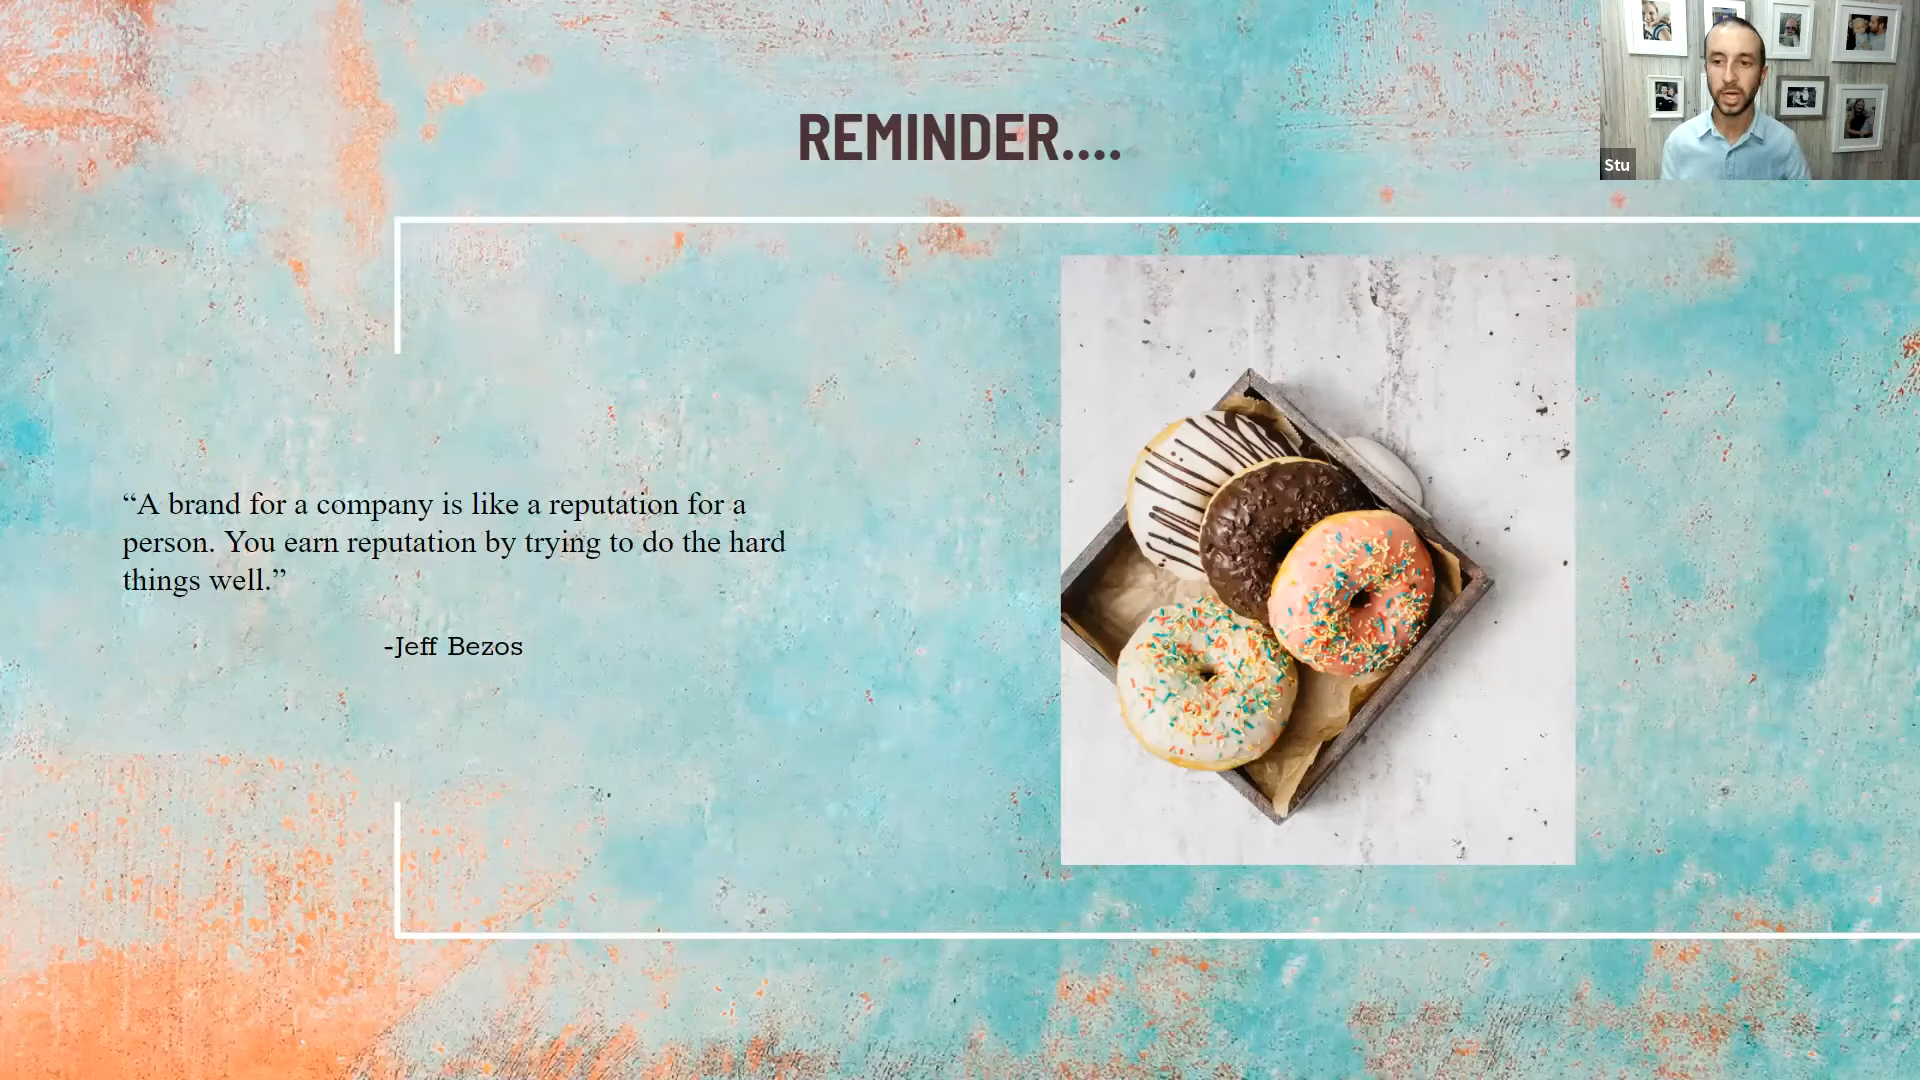 REMINDER....
Stu
“A brand for a company is like a reputation for a
person. You earn reputation by trying to do the hard
things well.”
-Jeff Bezos